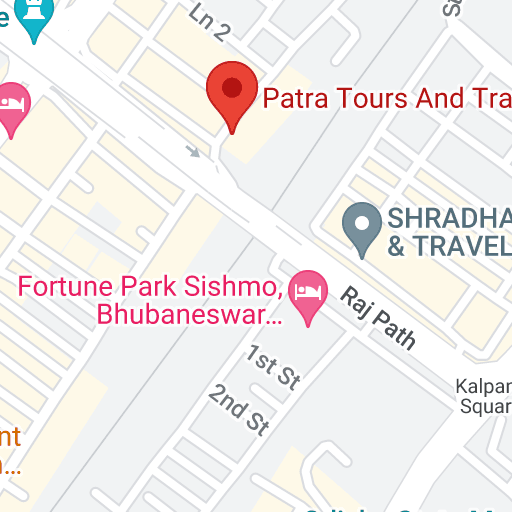 e
Ln 2
Patra Tours And Tra
SHRADHA
& TRAVEL
Fortune Park Sishmo,
Bhubaneswar...
Raj Path
1st St
2nd St
Kalpan
Squar
nt
...